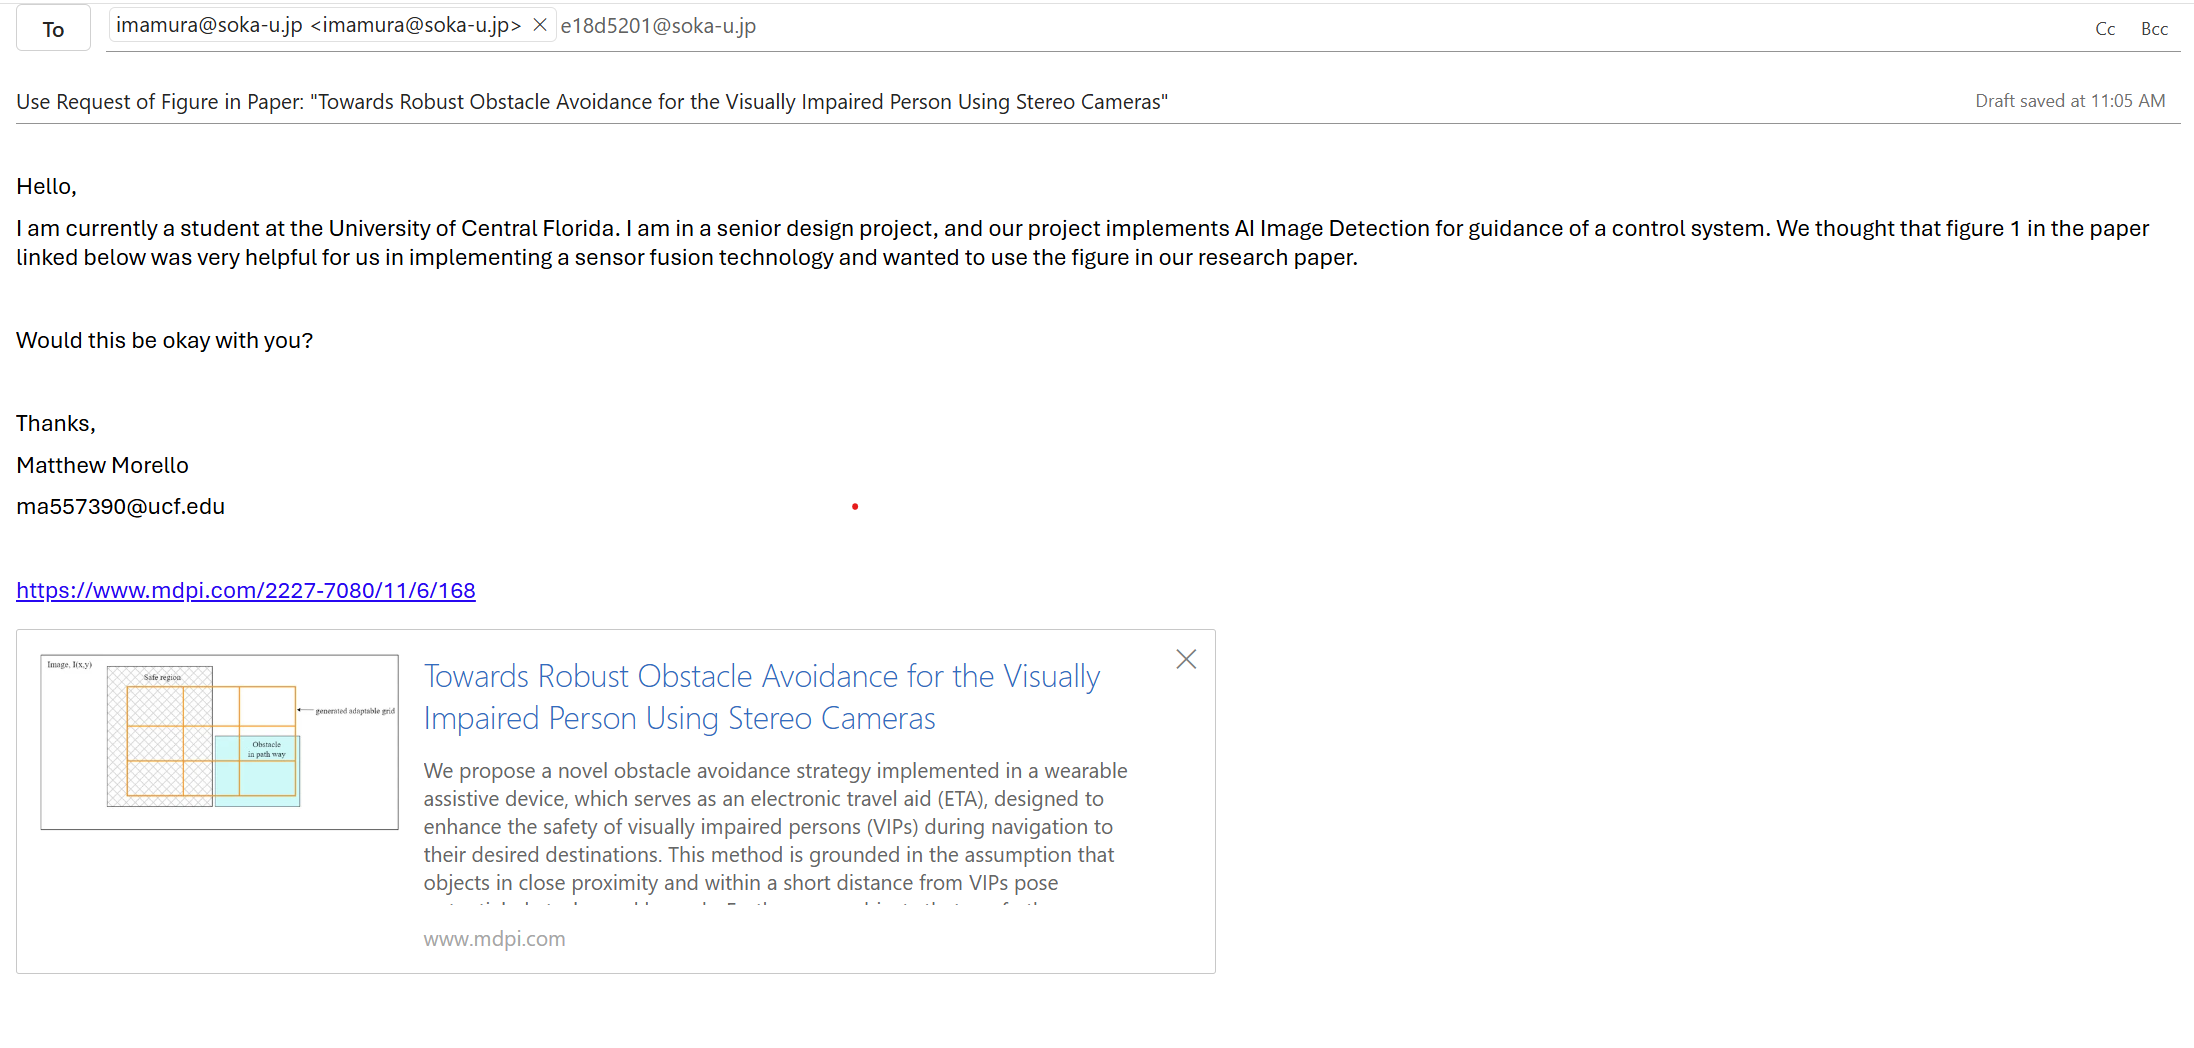 To imamura@soka-u.jp <imamura@soka-u.jp> e18d5201@soka-u.jp Cc Bcc
Use Request of Figure in Paper: "Towards Robust Obstacle Avoidance for the Visually Impaired Person Using Stereo Cameras" Draft saved at 11:05 AM
Hello,
I am currently a student at the University of Central Florida. I am in a senior design project, and our project implements AI Image Detection for guidance of a control system. We thought that figure 1 in the paper
linked below was very helpful for us in implementing a sensor fusion technology and wanted to use the figure in our research paper.
Would this be okay with you?
Thanks,
Matthew Morello
ma557390@ucf.edu
https://www.mdpi.com/2227-7080/11/6/168
Image, I(x,y)
Safe region
generated adaptable grid
Obstacle
in path way
Towards Robust Obstacle Avoidance for the Visually
Impaired Person Using Stereo Cameras
We propose a novel obstacle avoidance strategy implemented in a wearable
assistive device, which serves as an electronic travel aid (ETA), designed to
enhance the safety of visually impaired persons (VIPs) during navigation to
their desired destinations. This method is grounded in the assumption that
objects in close proximity and within a short distance from VIPs pose
www.mdpi.com